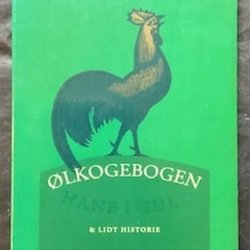 ØLKOGEBOGEN
HANE I GULD
& LIDT HISTORIE